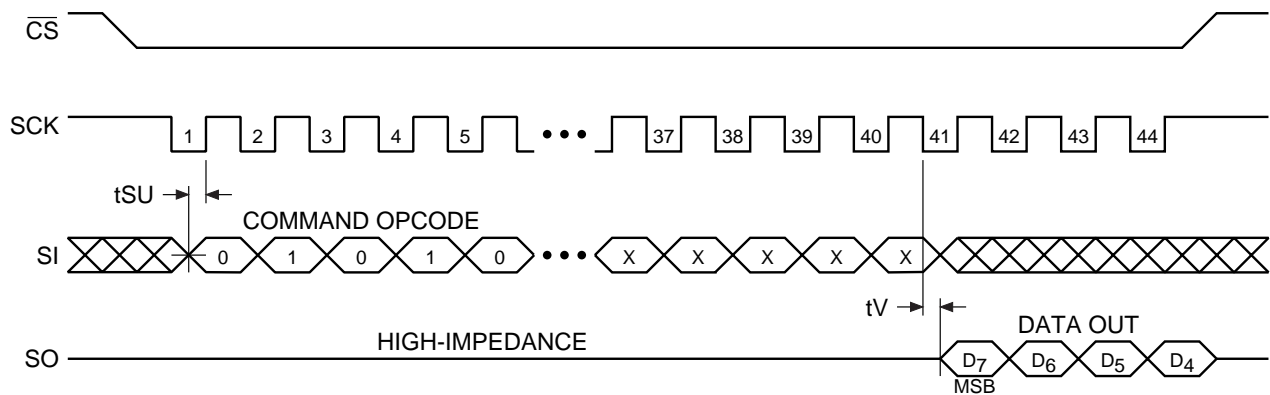 CS
SCK 1 2 3 4 5 ••• 37 38 39 40 41 42 43 44
tSU
COMMAND OPCODE
SI 0 1 0 1 0 ••• X X X X X
tV
HIGH-IMPEDANCE
DATA OUT
SO D7 D6 D5 D4
MSB